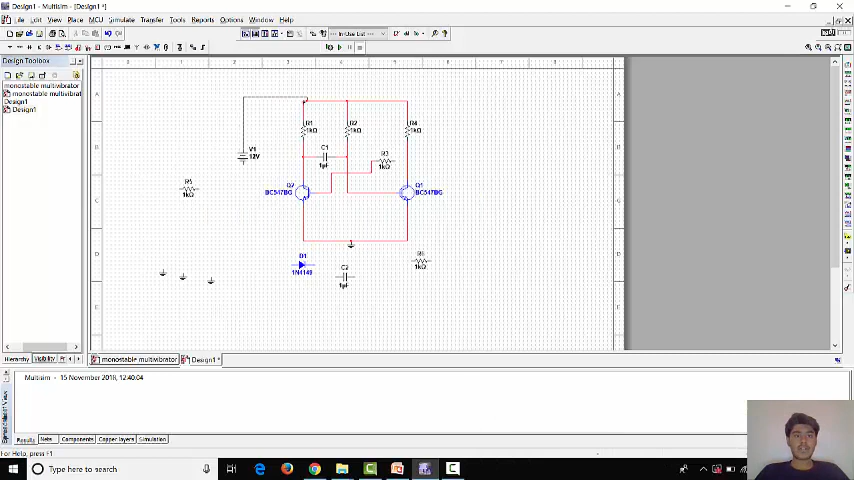 Design1 - Multisim - [Design1 *]
File Edit View Place MCU Simulate Transfer Tools Reports Options Window Help
In-Use List
Design Toolbox
monostable multivibrator
monostable multivibrat
Design1
Design1
Hierarchy Visibility
V1
12V
R1
1kΩ
R2
1kΩ
R4
1kΩ
C1
1µF
R3
1kΩ
R5
1kΩ
Q2
BC547BG
Q1
BC547BG
D1
1N4148
C2
1µF
1kΩ
monostable multivibrator Design1 *
Multisim - 15 November 2018, 12:40:04
Results Nets Components Copper layers Simulation
For Help, press F1
Type here to search